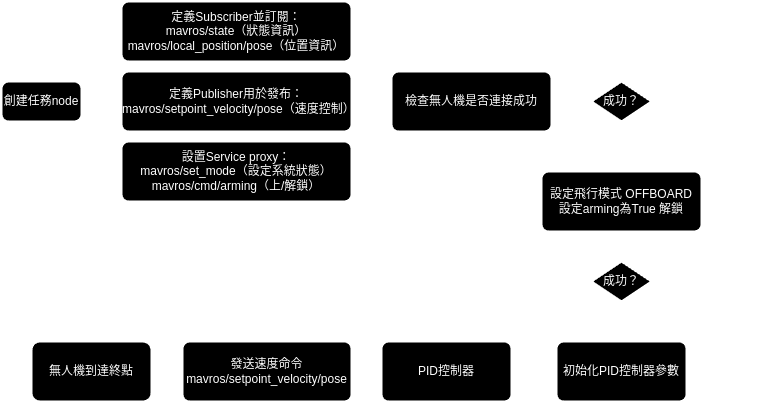 定義Subscriber並訂閱：
mavros/state（狀態資訊）
mavros/local_position/pose（位置資訊）
創建任務node
定義Publisher用於發布：
mavros/setpoint_velocity/pose（速度控制）
檢查無人機是否連接成功
成功？
設置Service proxy：
mavros/set_mode（設定系統狀態）
mavros/cmd/arming（上/解鎖）
設定飛行模式 OFFBOARD
設定arming為True 解鎖
成功？
無人機到達終點
發送速度命令
mavros/setpoint_velocity/pose
PID控制器
初始化PID控制器參數